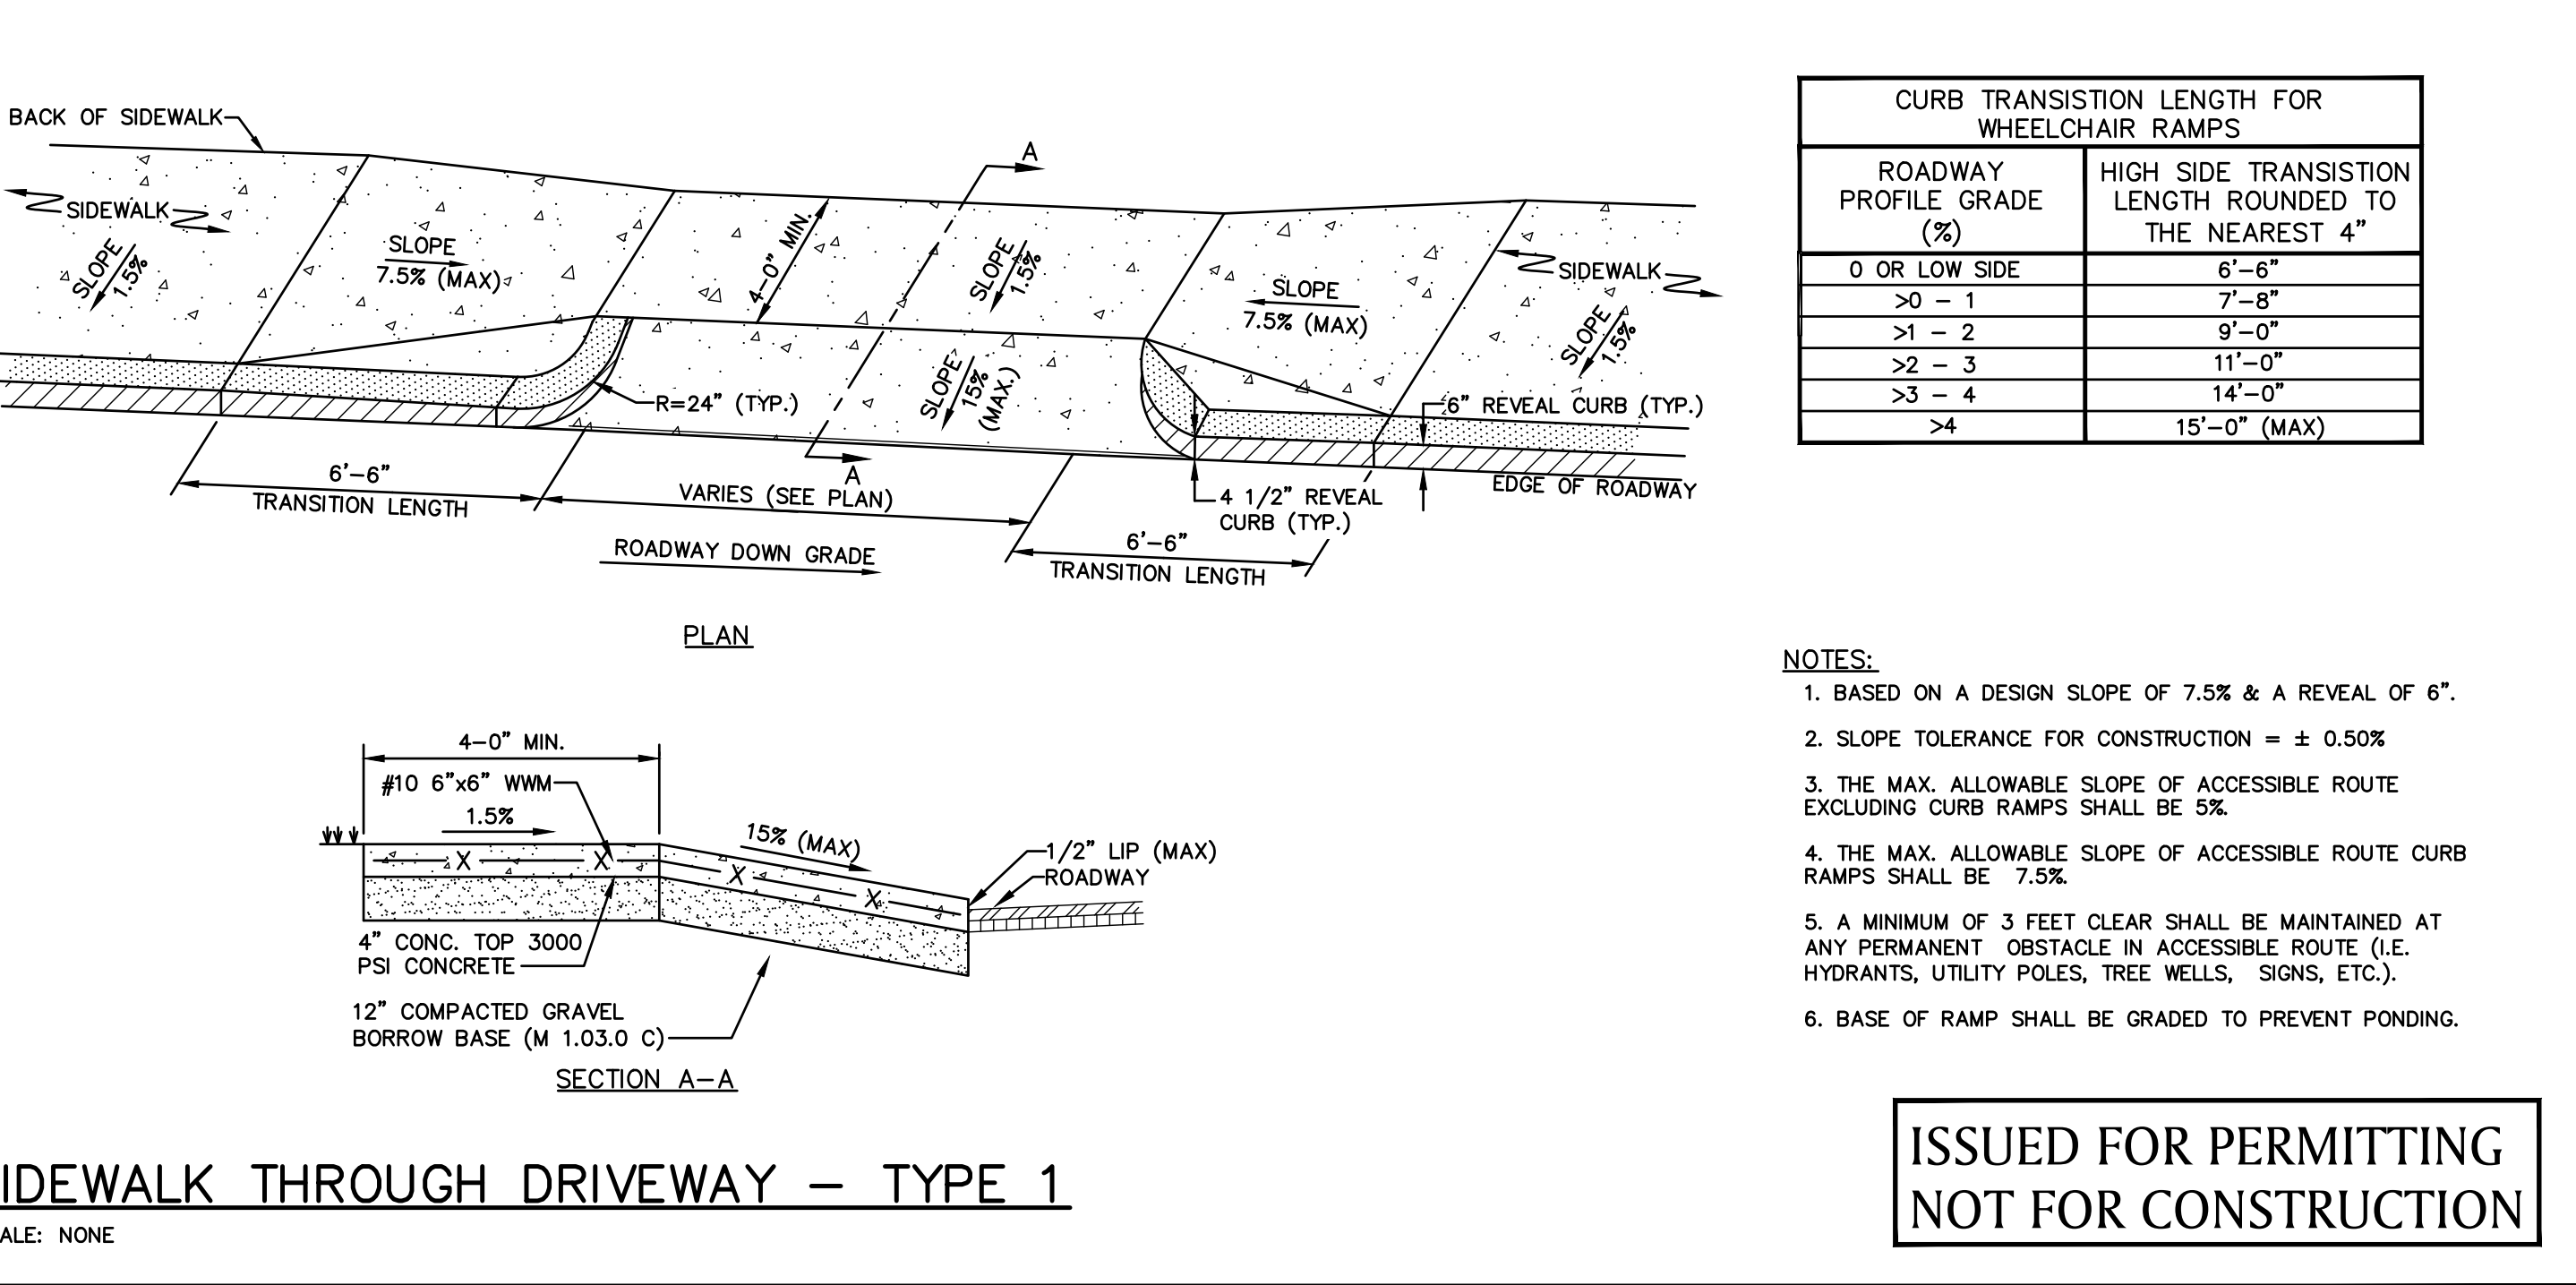 BACK OF SIDEWALK
A
SIDEWALK
SLOPE
1.5%
SLOPE
7.5% (MAX)
4-0" MIN.
SLOPE
1.5%
SLOPE
7.5% (MAX)
SIDEWALK
SLOPE
1.5%
SLOPE
15%
(MAX.)
R=24" (TYP.)
6" REVEAL CURB (TYP.)
A
6'-6"
TRANSITION LENGTH
VARIES (SEE PLAN)
4 1/2" REVEAL
CURB (TYP.)
EDGE OF ROADWAY
6'-6"
TRANSITION LENGTH
ROADWAY DOWN GRADE
PLAN
CURB TRANSISTION LENGTH FOR
WHEELCHAIR RAMPS
ROADWAY
PROFILE GRADE
(%)
HIGH SIDE TRANSISTION
LENGTH ROUNDED TO
THE NEAREST 4"
0 OR LOW SIDE 6'-6"
>0 - 1 7'-8"
>1 - 2 9'-0"
>2 - 3 11'-0"
>3 - 4 14'-0"
>4 15'-0" (MAX)
4-0" MIN.
#10 6"x6" WWM
1.5%
15% (MAX)
1/2" LIP (MAX)
ROADWAY
4" CONC. TOP 3000
PSI CONCRETE
12" COMPACTED GRAVEL
BORROW BASE (M 1.03.0 C)
SECTION A-A
NOTES:
1. BASED ON A DESIGN SLOPE OF 7.5% & A REVEAL OF 6".
2. SLOPE TOLERANCE FOR CONSTRUCTION = ± 0.50%
3. THE MAX. ALLOWABLE SLOPE OF ACCESSIBLE ROUTE
EXCLUDING CURB RAMPS SHALL BE 5%.
4. THE MAX. ALLOWABLE SLOPE OF ACCESSIBLE ROUTE CURB
RAMPS SHALL BE 7.5%.
5. A MINIMUM OF 3 FEET CLEAR SHALL BE MAINTAINED AT
ANY PERMANENT OBSTACLE IN ACCESSIBLE ROUTE (I.E.
HYDRANTS, UTILITY POLES, TREE WELLS, SIGNS, ETC.).
6. BASE OF RAMP SHALL BE GRADED TO PREVENT PONDING.
IDEWALK THROUGH DRIVEWAY - TYPE 1
ALE: NONE
ISSUED FOR PERMITTING
NOT FOR CONSTRUCTION